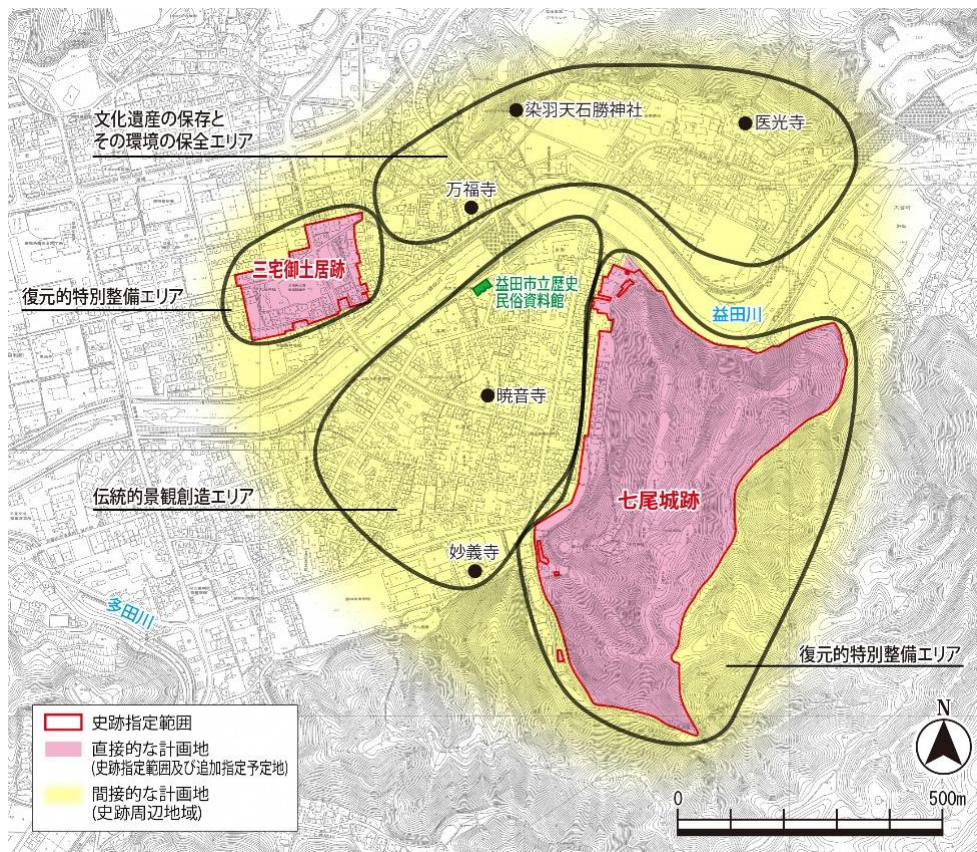 文化遺産の保存と
その環境の保全エリア
染羽天石勝神社
医光寺
万福寺
三宅御土居跡
復元的特別整備エリア
益田市立歴史
民俗資料館
益田川
暁音寺
七尾城跡
伝統的景観創造エリア
妙義寺
多田川
復元的特別整備エリア
史跡指定範囲
直接的な計画地
(史跡指定範囲及び追加指定予定地)
間接的な計画地
(史跡周辺地域)
N
0 500m